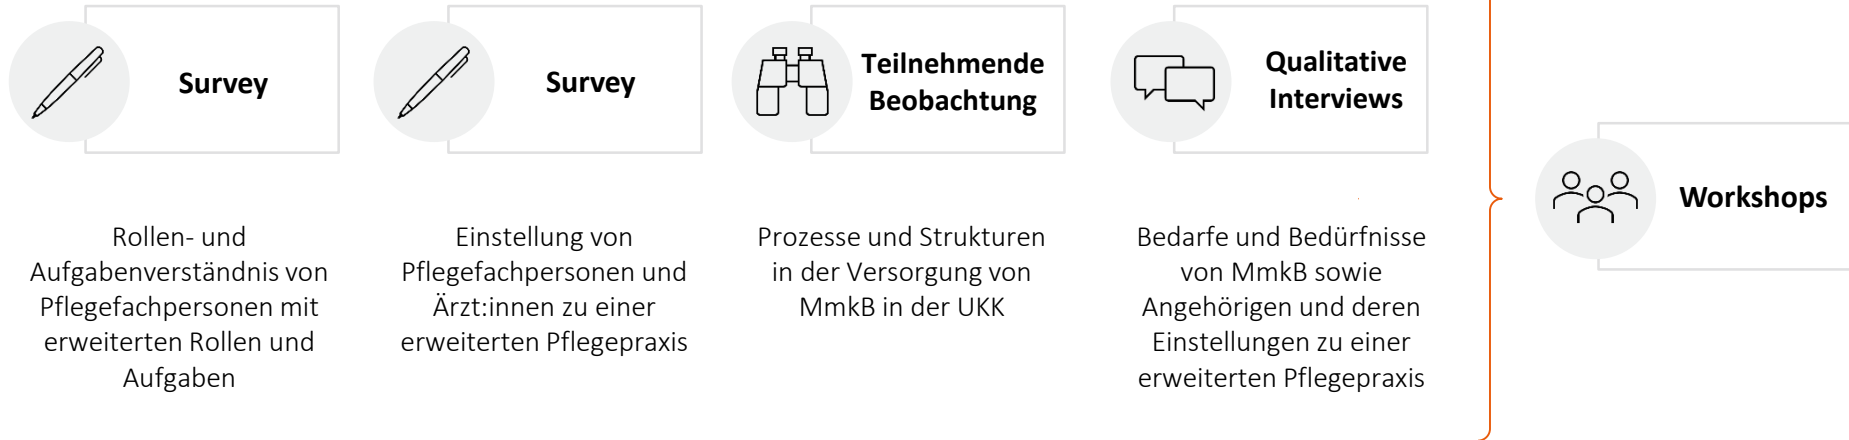 Survey
Rollen- und
Aufgabenverständnis von
Pflegefachpersonen mit
erweiterten Rollen und
Aufgaben
Survey
Einstellung von
Pflegefachpersonen und
Ärzt:innen zu einer
erweiterten Pflegepraxis
Teilnehmende
Beobachtung
Prozesse und Strukturen
in der Versorgung von
MmkB in der UKK
Qualitative
Interviews
Bedarfe und Bedürfnisse
von MmkB sowie
Angehörigen und deren
Einstellungen zu einer
erweiterten Pflegepraxis
Workshops